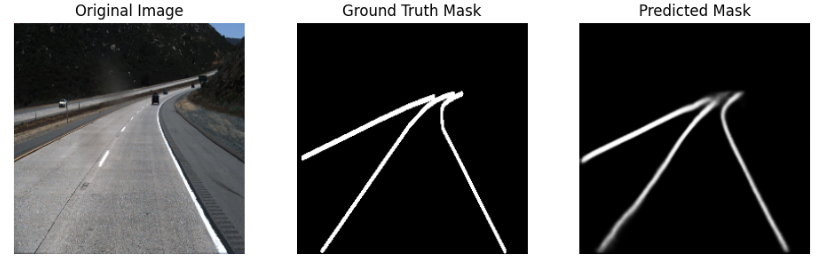 Original Image
Ground Truth Mask
Predicted Mask